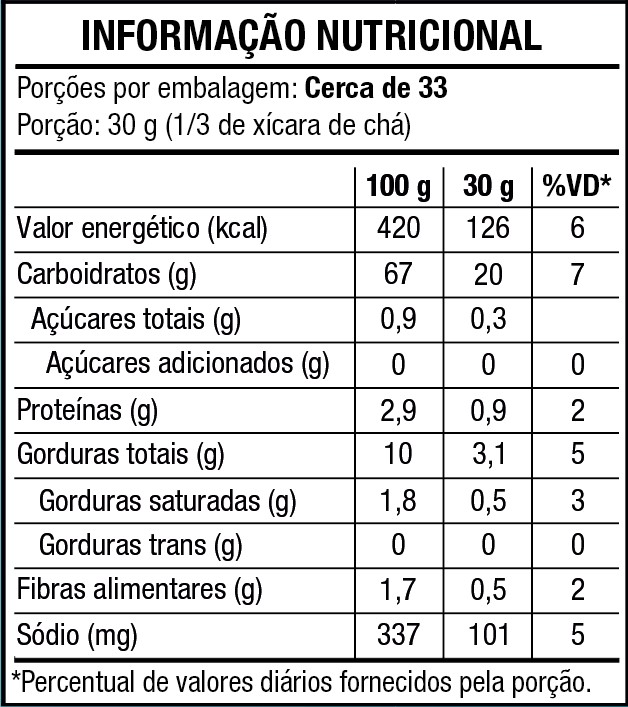 INFORMAÇÃO NUTRICIONAL
Porções por embalagem: Cerca de 33
Porção: 30 g (1/3 de xícara de chá)
100 g 30 g %VD*
Valor energético (kcal) 420 126 6
Carboidratos (g) 67 20 7
Açúcares totais (g) 0,9 0,3
Açúcares adicionados (g) 0 0 0
Proteínas (g) 2,9 0,9 2
Gorduras totais (g) 10 3,1 5
Gorduras saturadas (g) 1,8 0,5 3
Gorduras trans (g) 0 0 0
Fibras alimentares (g) 1,7 0,5 2
Sódio (mg) 337 101 5
*Percentual de valores diários fornecidos pela porção.